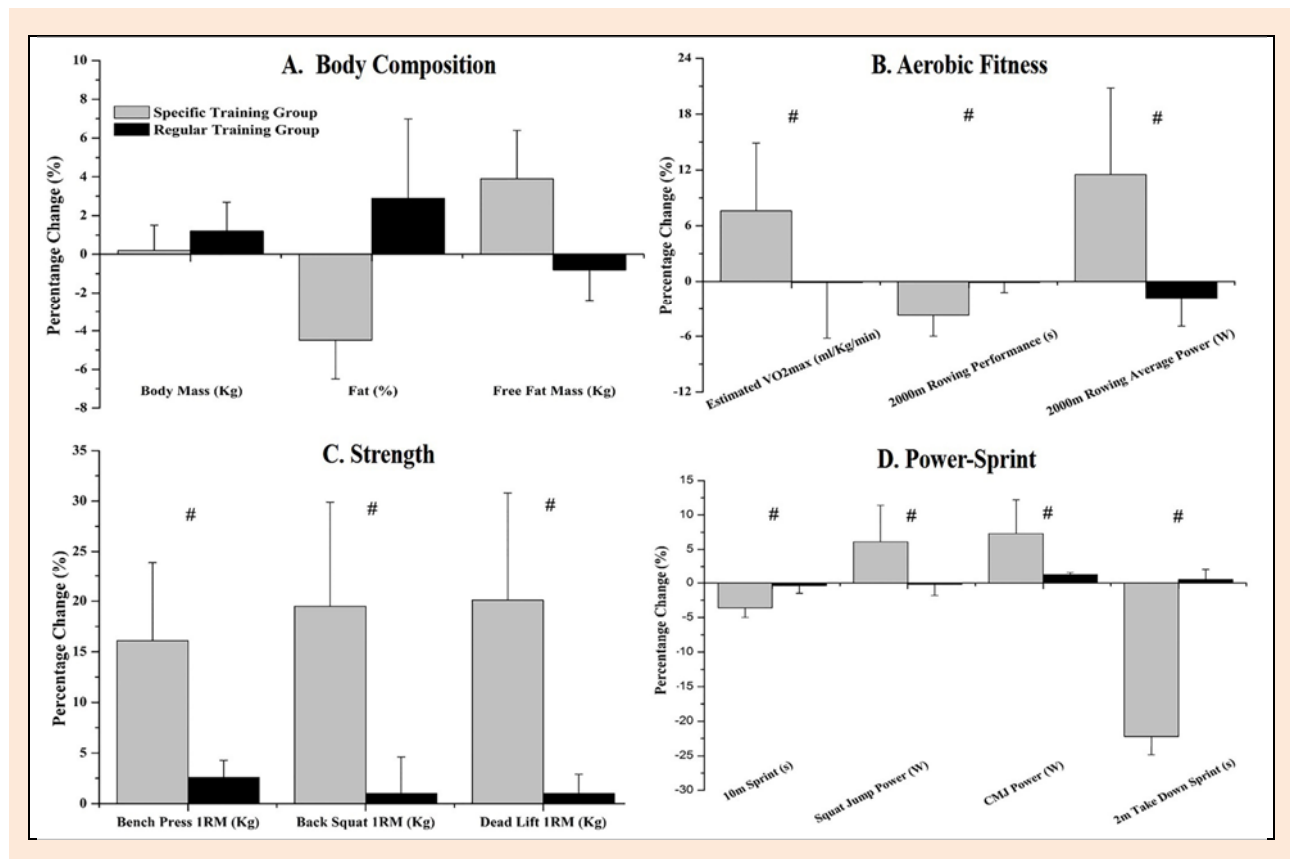 A. Body Composition
Specific Training Group
Regular Training Group
Percentange Change (%)
10
8
6
4
2
0
-2
-4
-6
-8
Body Mass (Kg)
Fat (%)
Free Fat Mass (Kg)
B. Aerobic Fitness
Percentage Change (%)
24
18
12
6
0
-6
-12
#
#
#
Estimated VO2max (ml/Kg/min)
2000m Rowing Performance (s)
2000m Rowing Average Power (W)
C. Strength
Percentage Change (%)
35
30
25
20
15
10
5
0
#
#
#
Bench Press 1RM (Kg)
Back Squat 1RM (Kg)
Dead Lift 1RM (Kg)
D. Power-Sprint
Percentange Change (%)
15
10
5
0
-5
-10
-15
-20
-25
-30
#
#
#
#
10m Sprint (s)
Squat Jump Power (W)
CMJ Power (W)
2m Take Down Sprint (s)